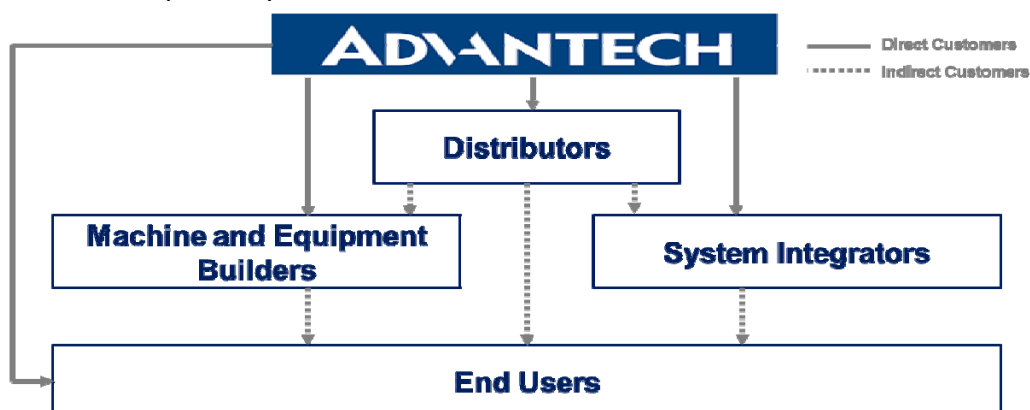 ADVANTECH
Direct Customers
Indirect Customers
Distributors
Machine and Equipment
Builders
System Integrators
End Users